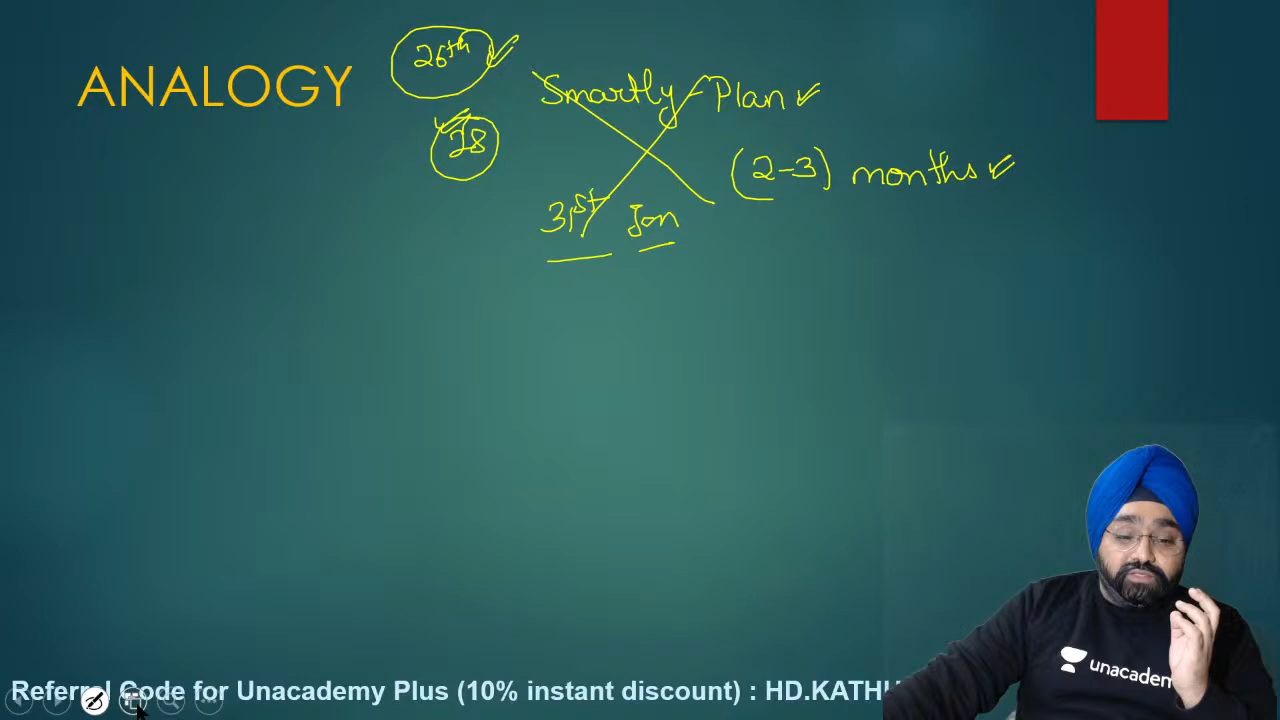 ANALOGY
26th
Smartly Plan
28
(2-3) months
31st Jan
unacadem
Referral Code for Unacademy Plus (10% instant discount) : HD.KATHU